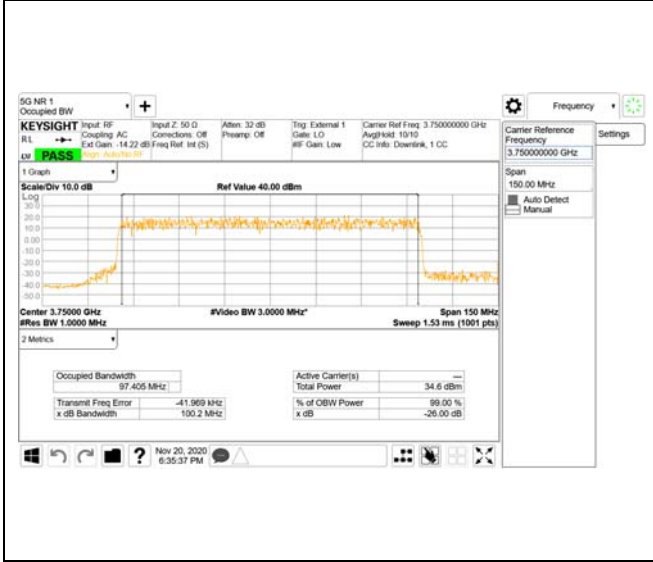 5G NR 1
Occupied BW
KEYSIGHT
Input: RF
Coupling: AC
Ext Gain: -14.22 dB
Align: Auto/No RF
Input Z: 50 Ω
Corrections: Off
Freq Ref: Int (S)
Atten: 32 dB
Preamp: Off
Trig: External 1
Gate: LO
#IF Gain: Low
Carrier Ref Freq: 3.750000000 GHz
Avg|Hold: 10/10
CC Info: Downlink, 1 CC
R L
PASS
1 Graph
Scale/Div 10.0 dB
Ref Value 40.00 dBm
Log
30.0
20.0
10.0
0.00
-10.0
-20.0
-30.0
-40.0
-50.0
Center 3.75000 GHz
#Video BW 3.0000 MHz*
Span 150 MHz
#Res BW 1.0000 MHz
Sweep 1.53 ms (1001 pts)
2 Metrics
Occupied Bandwidth
97.405 MHz
Transmit Freq Error -41.969 kHz
x dB Bandwidth 100.2 MHz
Active Carrier(s) ---
Total Power 34.6 dBm
% of OBW Power 99.00 %
x dB -26.00 dB
Nov 20, 2020
6:35:37 PM
Frequency
Carrier Reference
Frequency
3.750000000 GHz
Span
150.00 MHz
Auto Detect
Manual
Settings